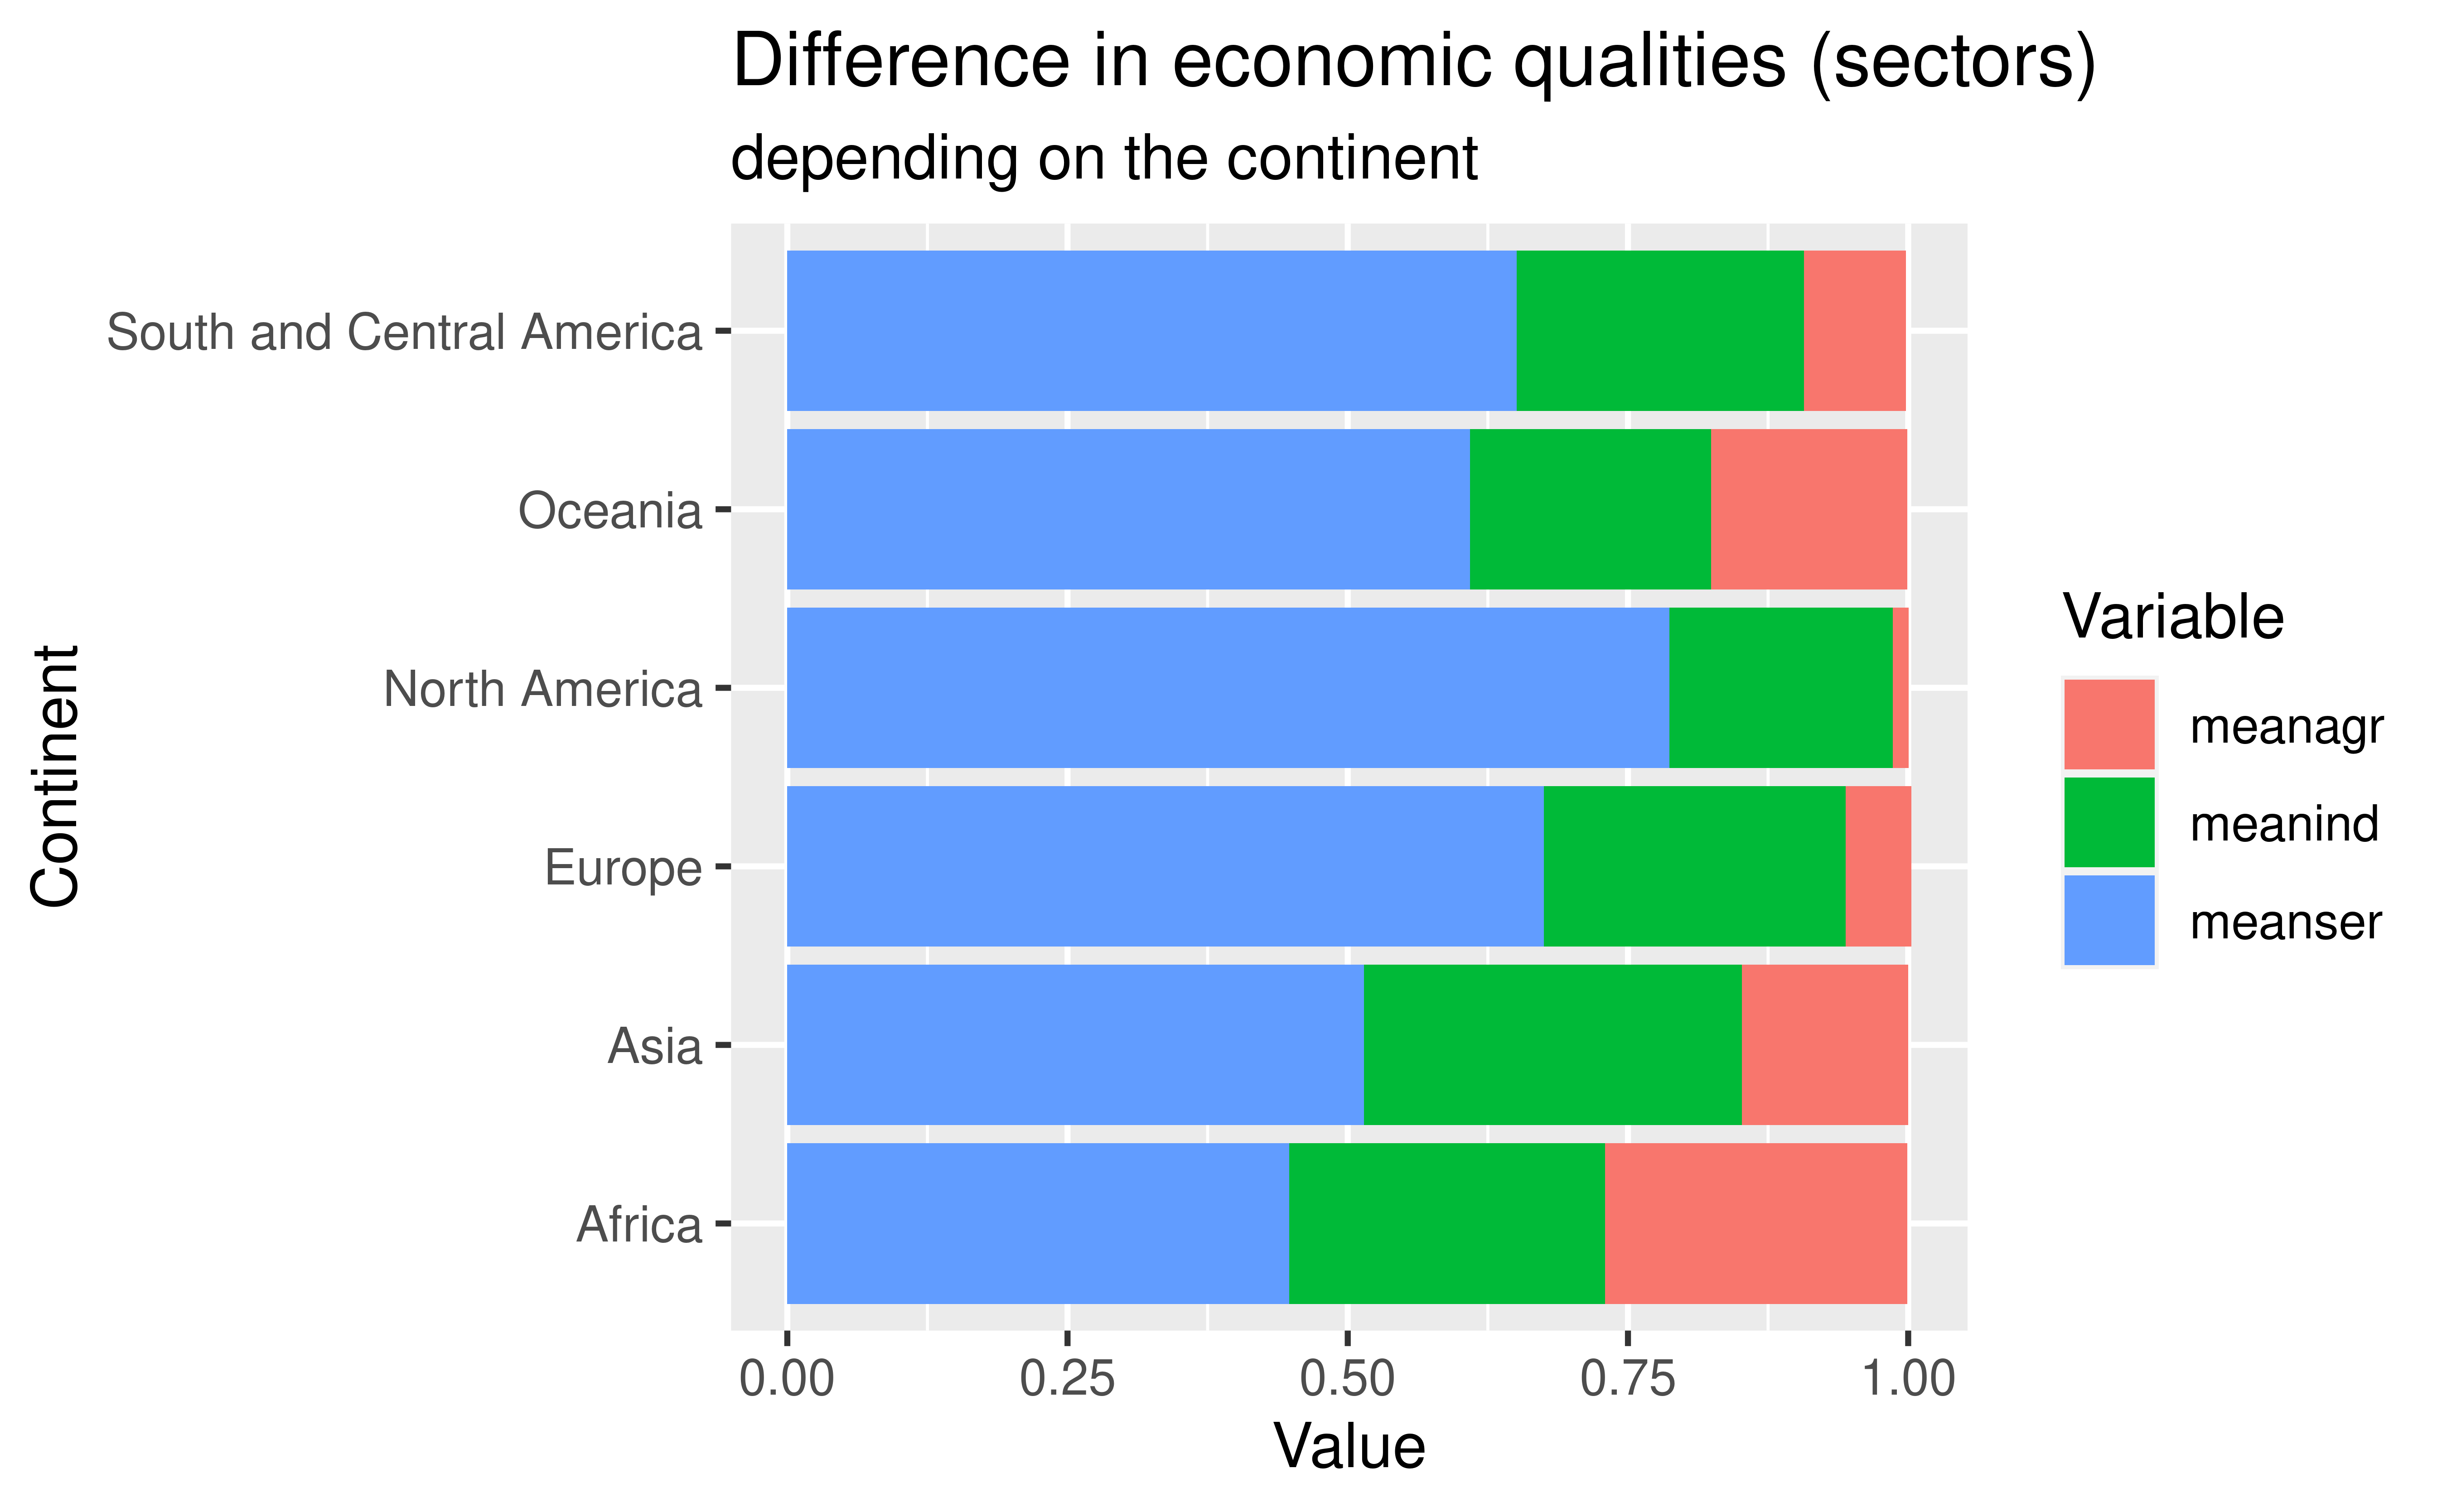 Difference in economic qualities (sectors)
depending on the continent
Continent
South and Central America
Oceania
North America
Europe
Asia
Africa
0.00 0.25 0.50 0.75 1.00
Value
Variable
meanagr
meanind
meanser